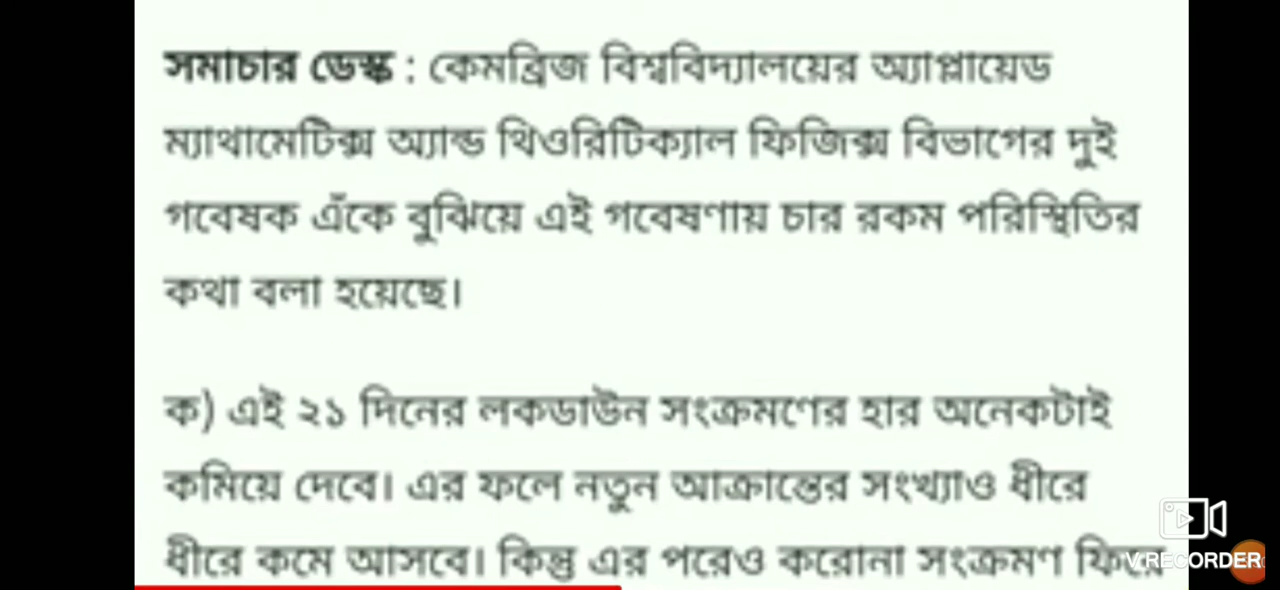 সমাচার ডেস্ক : কেমব্রিজ বিশ্ববিদ্যালয়ের অ্যাপ্লায়েড
ম্যাথামেটিক্স অ্যান্ড থিওরিটিক্যাল ফিজিক্স বিভাগের দুই
গবেষক এঁকে বুঝিয়ে এই গবেষণায় চার রকম পরিস্থিতির
কথা বলা হয়েছে।
ক) এই ২১ দিনের লকডাউন সংক্রমণের হার অনেকটাই
কমিয়ে দেবে। এর ফলে নতুন আক্রান্তের সংখ্যাও ধীরে
ধীরে কমে আসবে। কিন্তু এর পরেও করোনা সংক্রমণ ফিরে
VRECORDER